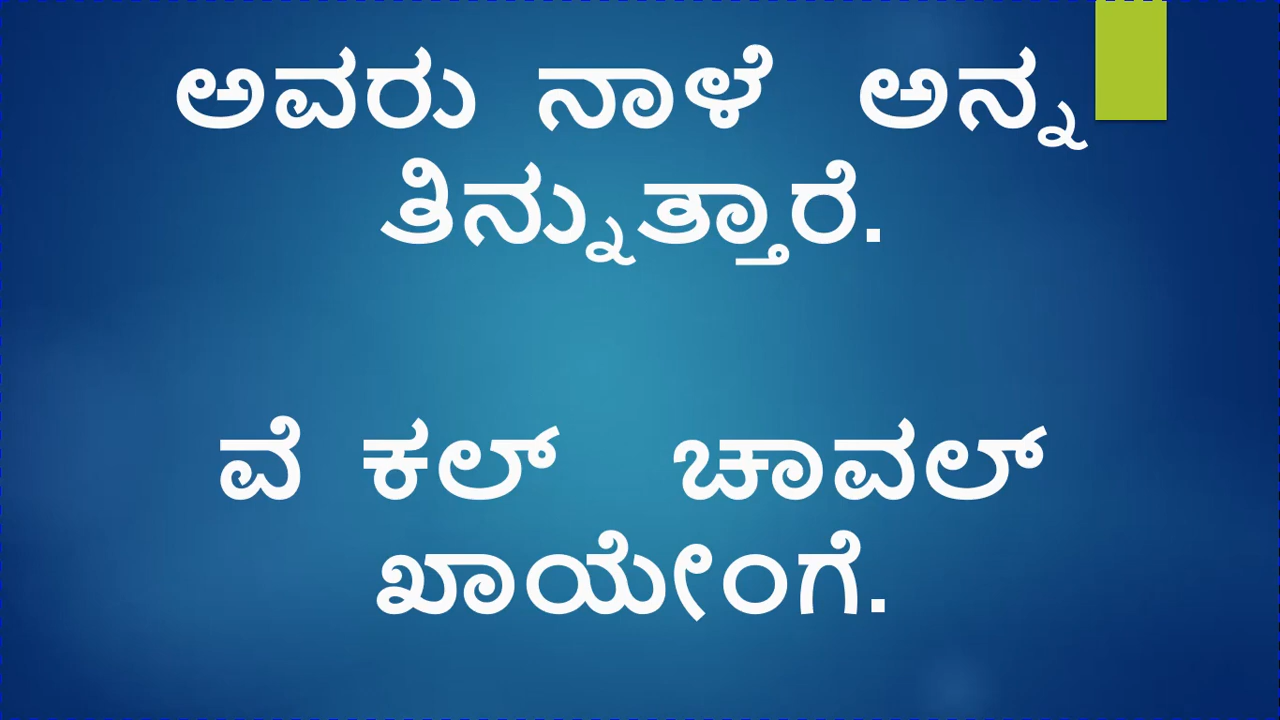 ಅವರು ನಾಳೆ ಅನ್ನ
ತಿನ್ನುತ್ತಾರೆ.
ವೆ ಕಲ್ ಚಾವಲ್
ಖಾಯೇಂಗೆ.